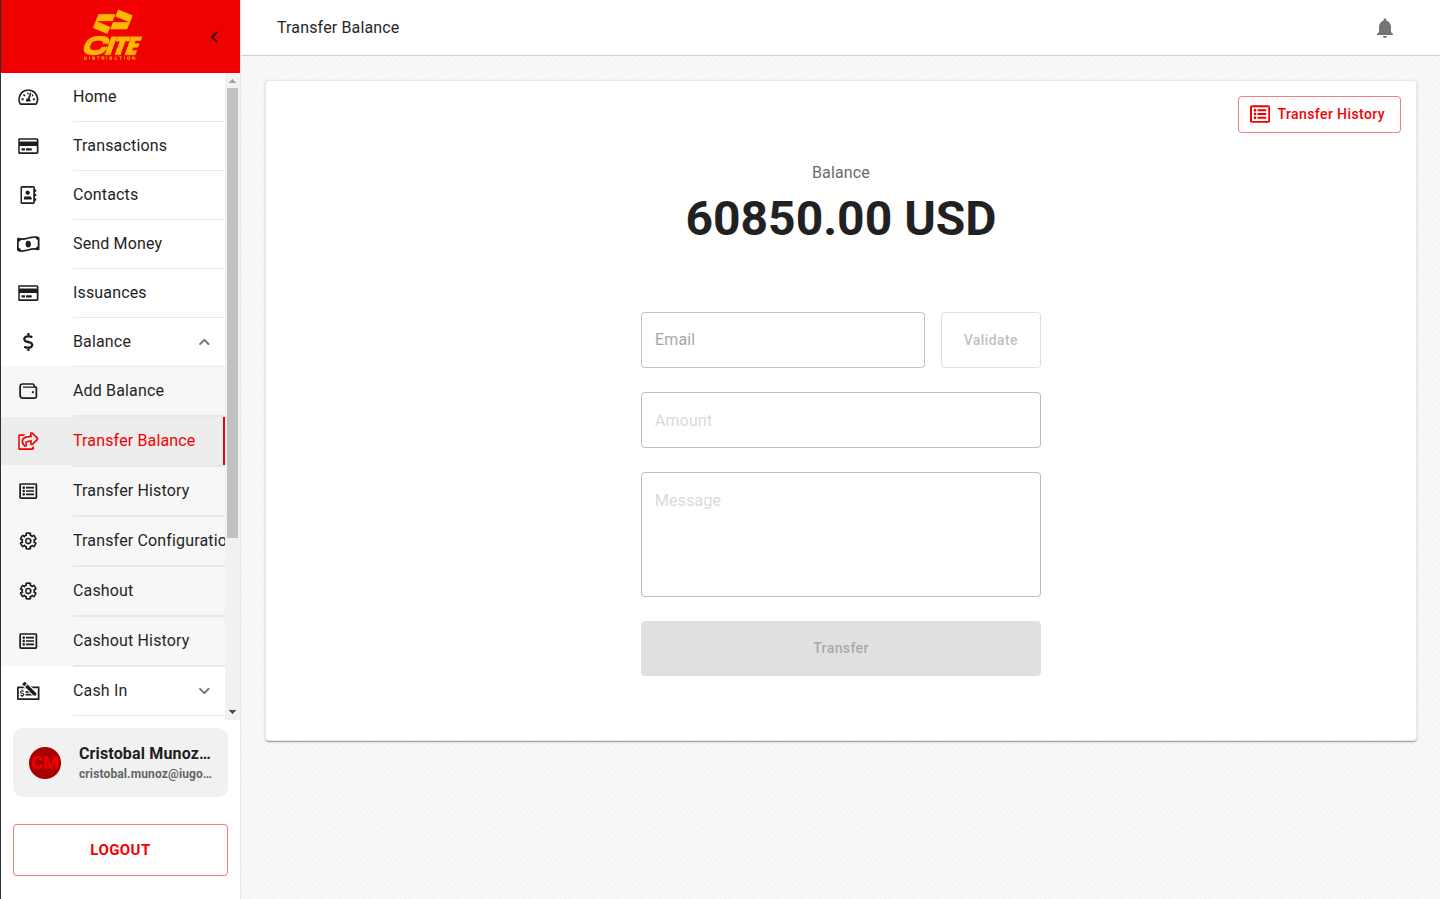 CITE
DISTRIBUTION
Transfer Balance
Home
Transactions
Contacts
Send Money
Issuances
Balance
Add Balance
Transfer Balance
Transfer History
Transfer Configuratio
Cashout
Cashout History
Cash In
CM
Cristobal Munoz...
cristobal.munoz@iugo...
LOGOUT
Transfer History
Balance
60850.00 USD
Email
Validate
Amount
Message
Transfer